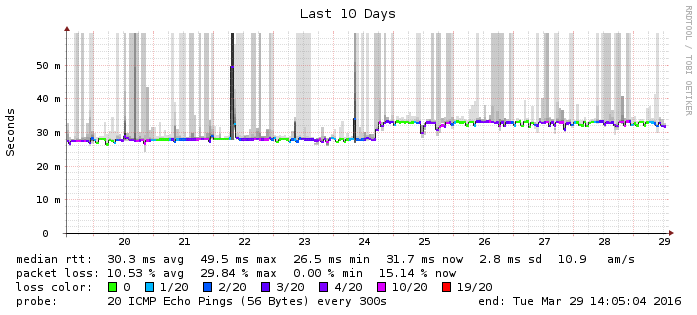 Last 10 Days
RRDTOOL / TOBI OETIKER
Seconds
50 m
40 m
30 m
20 m
10 m
0
20 21 22 23 24 25 26 27 28 29
median rtt: 30.3 ms avg 49.5 ms max 26.5 ms min 31.7 ms now 2.8 ms sd 10.9 am/s
packet loss: 10.53 % avg 29.84 % max 0.00 % min 15.14 % now
loss color: 0 1/20 2/20 3/20 4/20 10/20 19/20
probe: 20 ICMP Echo Pings (56 Bytes) every 300s end: Tue Mar 29 14:05:04 2016